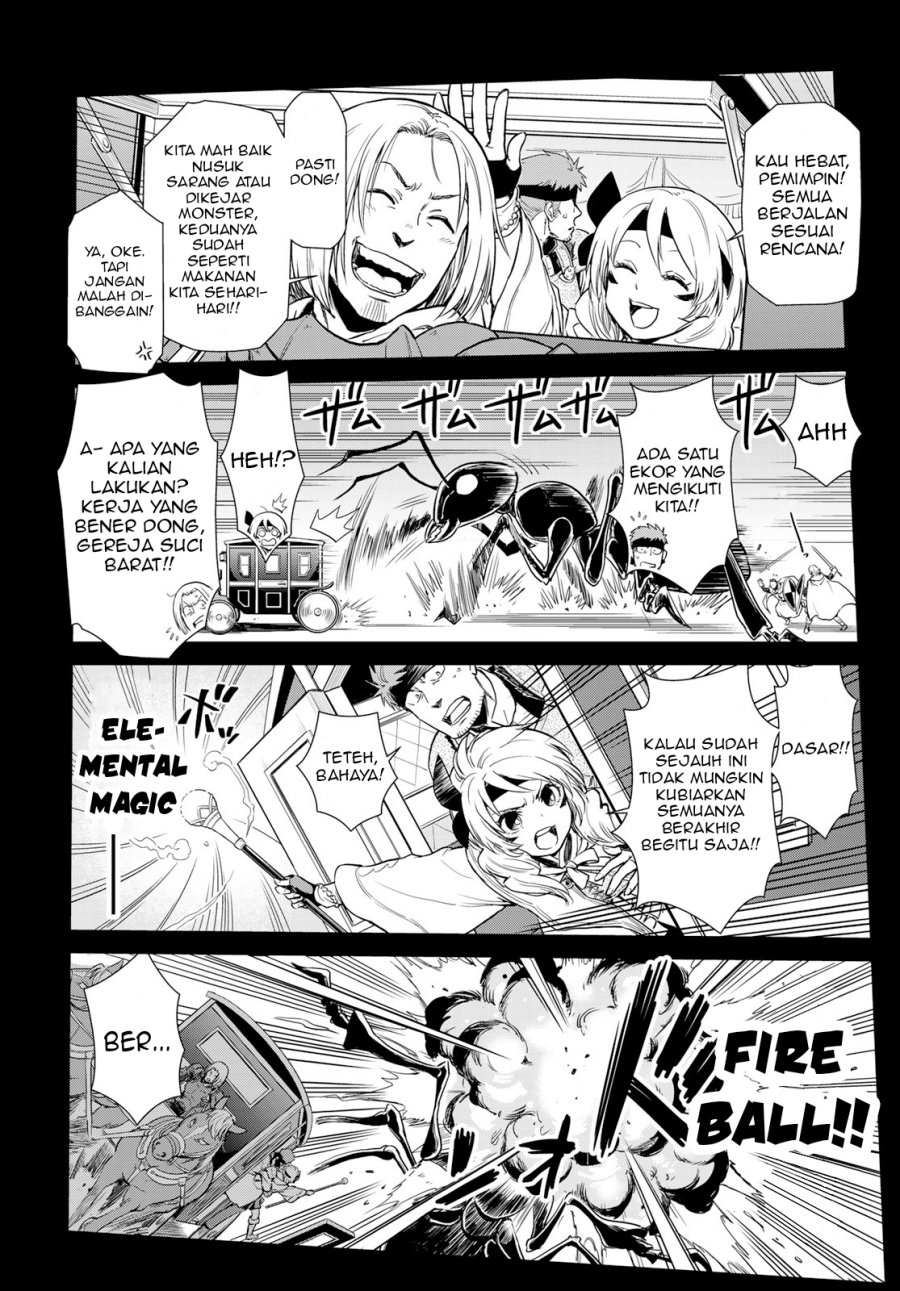 KAU HEBAT,
PEMIMPIN!
SEMUA
BERJALAN
SESUAI
RENCANA!
PASTI
DONG!
KITA MAH BAIK
NUSUK
SARANG ATAU
DIKEJAR
MONSTER,
KEDUANYA
SUDAH
SEPERTI
MAKANAN
KITA SEHARI-
HARI!!
YA, OKE.
TAPI
JANGAN
MALAH DI-
BANGGAIN!
AHH
ザム ザム ザム ザム ザム
ADA SATU
EKOR YANG
MENGIKUTI
KITA!!
HEH!?
A- APA YANG
KALIAN
LAKUKAN?
KERJA YANG
BENER DONG,
GEREJA SUCI
BARAT!!
DASAR!!
KALAU SUDAH
SEJAUH INI
TIDAK MUNGKIN
KUBIARKAN
SEMUANYA
BERAKHIR
BEGITU SAJA!!
TETEH,
BAHAYA!
ボッ
ELE-
MENTAL
MAGIC
FIRE
BALL!!
ドォ
BER...